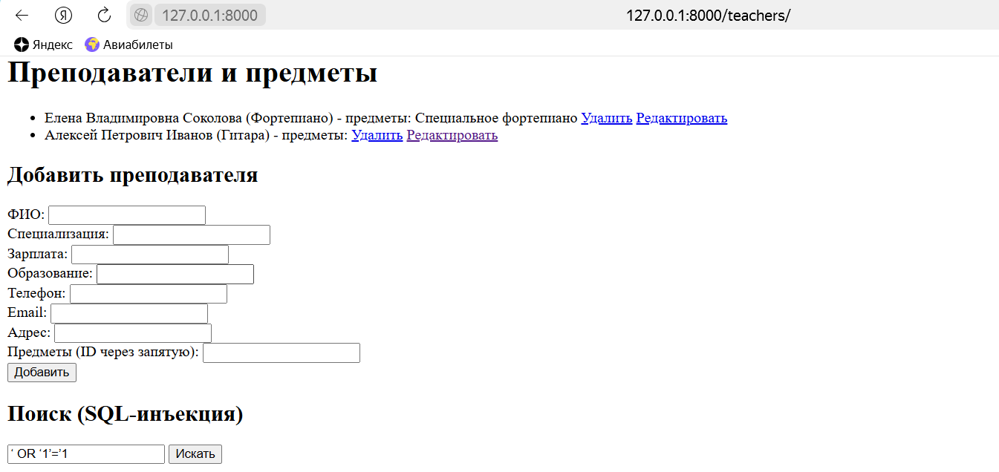 127.0.0.1:8000 127.0.0.1:8000/teachers/
Яндекс Авиабилеты
Преподаватели и предметы
• Елена Владимировна Соколова (Фортепиано) - предметы: Специальное фортепиано Удалить Редактировать
• Алексей Петрович Иванов (Гитара) - предметы: Удалить Редактировать
Добавить преподавателя
ФИО:
Специализация:
Зарплата:
Образование:
Телефон:
Email:
Адрес:
Предметы (ID через запятую):
Добавить
Поиск (SQL-инъекция)
‘ OR ‘1’=’1 Искать